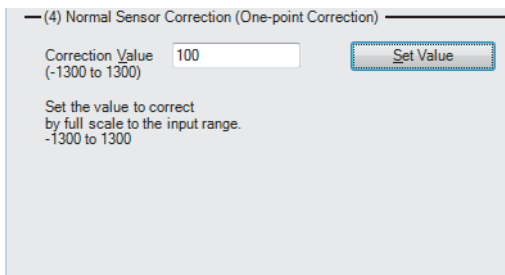 (4) Normal Sensor Correction (One-point Correction)
Correction Value 100 Set Value
(-1300 to 1300)
Set the value to correct
by full scale to the input range.
-1300 to 1300